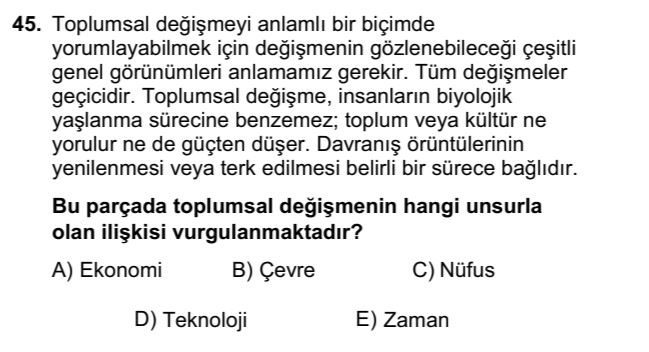 45. Toplumsal değişmeyi anlamlı bir biçimde
yorumlayabilmek için değişmenin gözlenebileceği çeşitli
genel görünümleri anlamamız gerekir. Tüm değişmeler
geçicidir. Toplumsal değişme, insanların biyolojik
yaşlanma sürecine benzemez; toplum veya kültür ne
yorulur ne de güçten düşer. Davranış örüntülerinin
yenilenmesi veya terk edilmesi belirli bir sürece bağlıdır.
Bu parçada toplumsal değişmenin hangi unsurla
olan ilişkisi vurgulanmaktadır?
A) Ekonomi B) Çevre C) Nüfus
D) Teknoloji E) Zaman